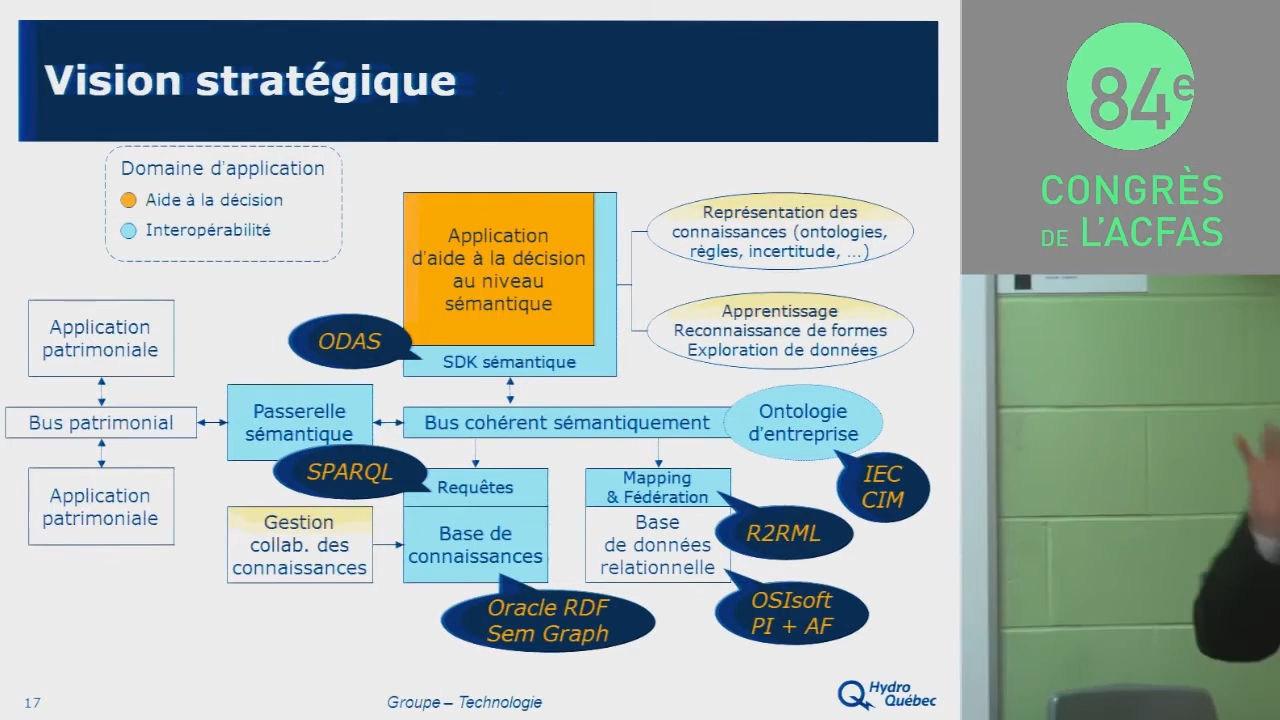 Vision stratégique
Domaine d'application
Aide à la décision
Interopérabilité
Application
d'aide à la décision
au niveau
sémantique
SDK sémantique
Représentation des
connaissances (ontologies,
règles, incertitude, ...)
Apprentissage
Reconnaissance de formes
Exploration de données
ODAS
Application
patrimoniale
Bus patrimonial
Application
patrimoniale
Passerelle
sémantique
Bus cohérent sémantiquement
Ontologie
d'entreprise
IEC
CIM
SPARQL
Requêtes
Base de
connaissances
Gestion
collab. des
connaissances
Mapping
& Fédération
Base
de données
relationnelle
R2RML
Oracle RDF
Sem Graph
OSIsoft
PI + AF
17
Groupe – Technologie
Hydro
Québec
84e
CONGRÈS
DE L'ACFAS